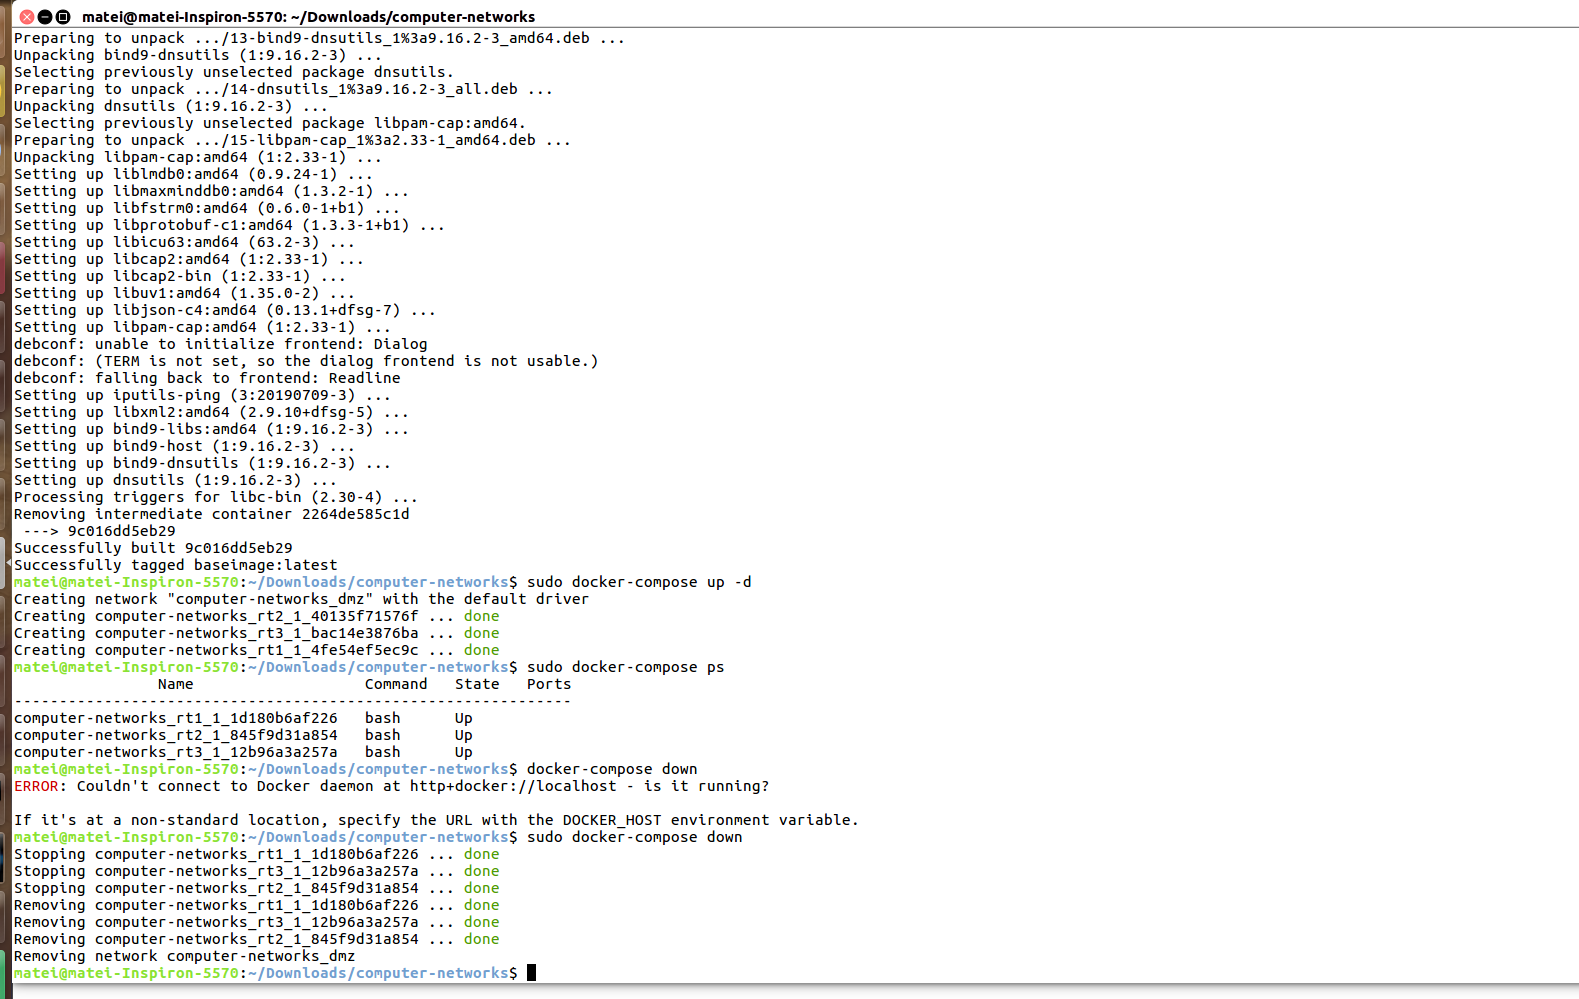 matei@matei-Inspiron-5570: ~/Downloads/computer-networks
Preparing to unpack .../13-bind9-dnsutils_1%3a9.16.2-3_amd64.deb ...
Unpacking bind9-dnsutils (1:9.16.2-3) ...
Selecting previously unselected package dnsutils.
Preparing to unpack .../14-dnsutils_1%3a9.16.2-3_all.deb ...
Unpacking dnsutils (1:9.16.2-3) ...
Selecting previously unselected package libpam-cap:amd64.
Preparing to unpack .../15-libpam-cap_1%3a2.33-1_amd64.deb ...
Unpacking libpam-cap:amd64 (1:2.33-1) ...
Setting up liblmdb0:amd64 (0.9.24-1) ...
Setting up libmaxminddb0:amd64 (1.3.2-1) ...
Setting up libfstrm0:amd64 (0.6.0-1+b1) ...
Setting up libprotobuf-c1:amd64 (1.3.3-1+b1) ...
Setting up libicu63:amd64 (63.2-3) ...
Setting up libcap2:amd64 (1:2.33-1) ...
Setting up libcap2-bin (1:2.33-1) ...
Setting up libuv1:amd64 (1.35.0-2) ...
Setting up libjson-c4:amd64 (0.13.1+dfsg-7) ...
Setting up libpam-cap:amd64 (1:2.33-1) ...
debconf: unable to initialize frontend: Dialog
debconf: (TERM is not set, so the dialog frontend is not usable.)
debconf: falling back to frontend: Readline
Setting up iputils-ping (3:20190709-3) ...
Setting up libxml2:amd64 (2.9.10+dfsg-5) ...
Setting up bind9-libs:amd64 (1:9.16.2-3) ...
Setting up bind9-host (1:9.16.2-3) ...
Setting up bind9-dnsutils (1:9.16.2-3) ...
Setting up dnsutils (1:9.16.2-3) ...
Processing triggers for libc-bin (2.30-4) ...
Removing intermediate container 2264de585c1d
 ---> 9c016dd5eb29
Successfully built 9c016dd5eb29
Successfully tagged baseimage:latest
matei@matei-Inspiron-5570:~/Downloads/computer-networks$ sudo docker-compose up -d
Creating network "computer-networks_dmz" with the default driver
Creating computer-networks_rt2_1_40135f71576f ... done
Creating computer-networks_rt3_1_bac14e3876ba ... done
Creating computer-networks_rt1_1_4fe54ef5ec9c ... done
matei@matei-Inspiron-5570:~/Downloads/computer-networks$ sudo docker-compose ps
                Name                   Command   State   Ports
--------------------------------------------------------------
computer-networks_rt1_1_1d180b6af226   bash      Up
computer-networks_rt2_1_845f9d31a854   bash      Up
computer-networks_rt3_1_12b96a3a257a   bash      Up
matei@matei-Inspiron-5570:~/Downloads/computer-networks$ docker-compose down
ERROR: Couldn't connect to Docker daemon at http+docker://localhost - is it running?

If it's at a non-standard location, specify the URL with the DOCKER_HOST environment variable.
matei@matei-Inspiron-5570:~/Downloads/computer-networks$ sudo docker-compose down
Stopping computer-networks_rt1_1_1d180b6af226 ... done
Stopping computer-networks_rt3_1_12b96a3a257a ... done
Stopping computer-networks_rt2_1_845f9d31a854 ... done
Removing computer-networks_rt1_1_1d180b6af226 ... done
Removing computer-networks_rt3_1_12b96a3a257a ... done
Removing computer-networks_rt2_1_845f9d31a854 ... done
Removing network computer-networks_dmz
matei@matei-Inspiron-5570:~/Downloads/computer-networks$